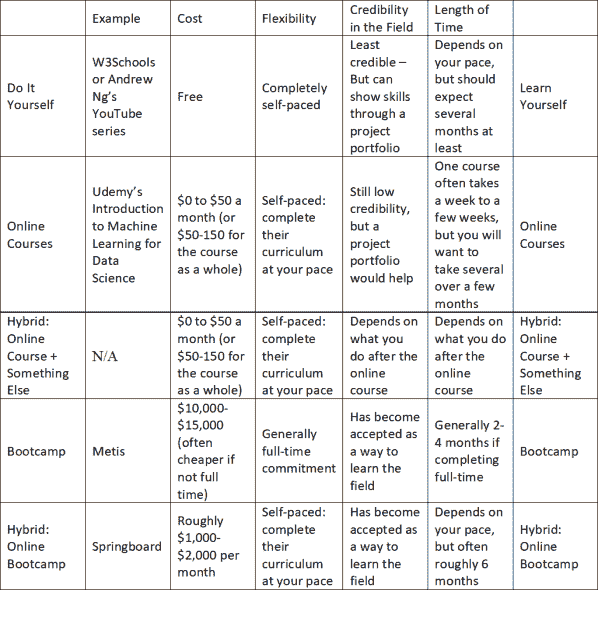 Example
Cost
Flexibility
Credibility
in the Field
Length of
Time
Do It
Yourself
W3Schools
or Andrew
Ng's
YouTube
series
Free
Completely
self-paced
Least
credible –
But can
show skills
through a
project
portfolio
Depends on
your pace,
but should
expect
several
months at
least
Learn
Yourself
Online
Courses
Udemy's
Introduction
to Machine
Learning for
Data
Science
$0 to $50 a
month (or
$50-150 for
the course
as a whole)
Self-paced:
complete
their
curriculum
at your pace
Still low
credibility,
but a
project
portfolio
would help
One course
often takes
a week to a
few weeks,
but you will
want to
take several
over a few
months
Online
Courses
Hybrid:
Online
Course +
Something
Else
N/A
$0 to $50 a
month (or
$50-150 for
the course
as a whole)
Self-paced:
complete
their
curriculum
at your pace
Depends on
what you
do after the
online
course
Depends on
what you do
after the
online
course
Hybrid:
Online
Course +
Something
Else
Bootcamp
Metis
$10,000-
$15,000
(often
cheaper if
not full
time)
Generally
full-time
commitment
Has become
accepted as
a way to
learn the
field
Generally 2-
4 months if
completing
full-time
Bootcamp
Hybrid:
Online
Bootcamp
Springboard
Roughly
$1,000-
$2,000 per
month
Self-paced:
complete
their
curriculum
at your pace
Has become
accepted as
a way to
learn the
field
Depends on
your pace,
but often
roughly 6
months
Hybrid:
Online
Bootcamp